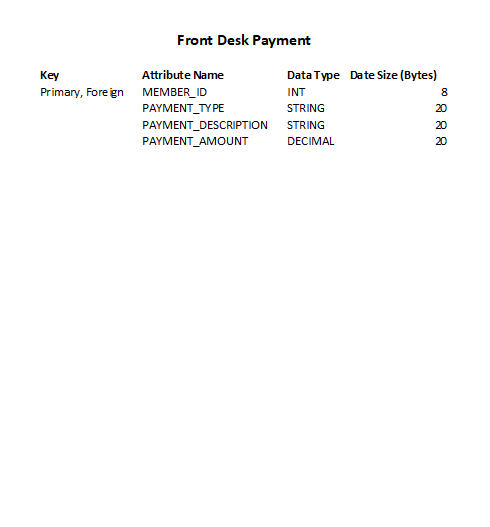 Front Desk Payment
Key Attribute Name Data Type Date Size (Bytes)
Primary, Foreign MEMBER_ID INT 8
PAYMENT_TYPE STRING 20
PAYMENT_DESCRIPTION STRING 20
PAYMENT_AMOUNT DECIMAL 20